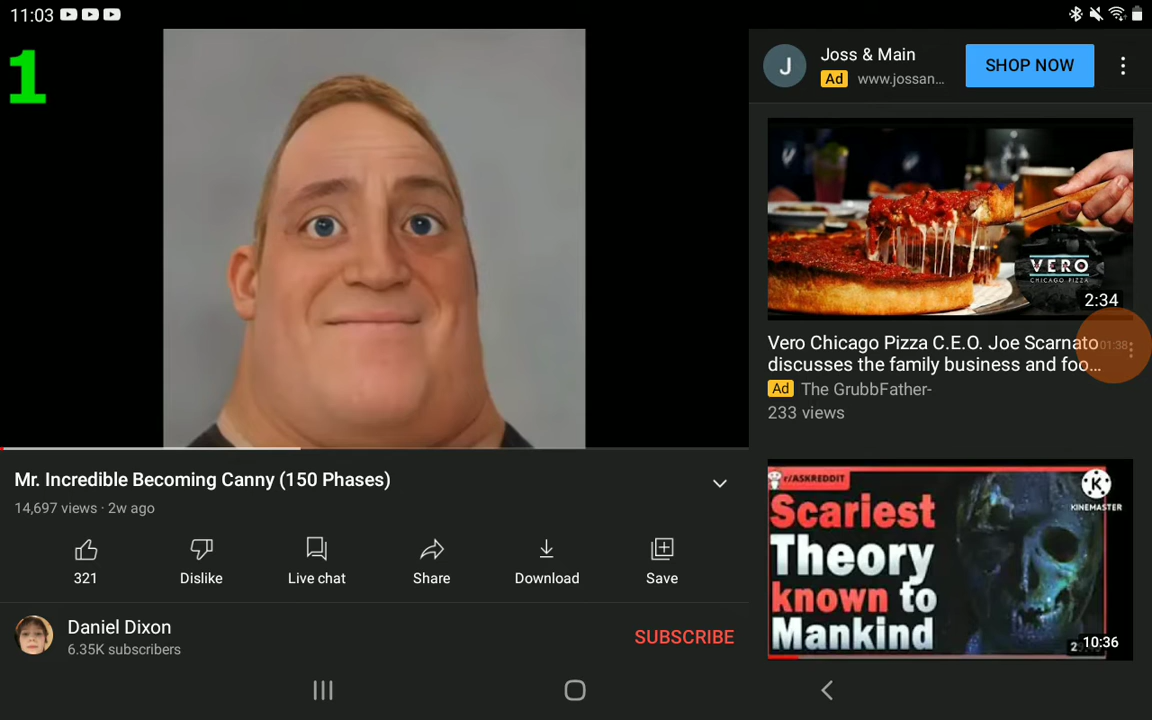 11:03
1
Joss & Main
Ad www.jossan...
SHOP NOW
VERO
CHICAGO PIZZA
2:34
Vero Chicago Pizza C.E.O. Joe Scarnato
discusses the family business and foo...
01:38
Ad The GrubbFather-
233 views
Mr. Incredible Becoming Canny (150 Phases)
14,697 views · 2w ago
321
Dislike
Live chat
Share
Download
Save
Daniel Dixon
6.35K subscribers
SUBSCRIBE
r/ASKREDDIT
K
KINEMASTER
Scariest
Theory
known to
Mankind
10:36